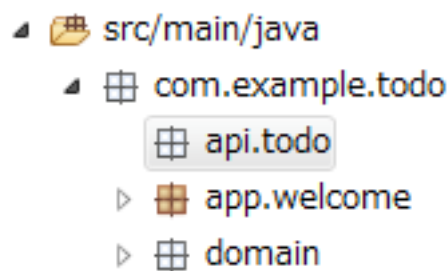 src/main/java
com.example.todo
api.todo
app.welcome
domain